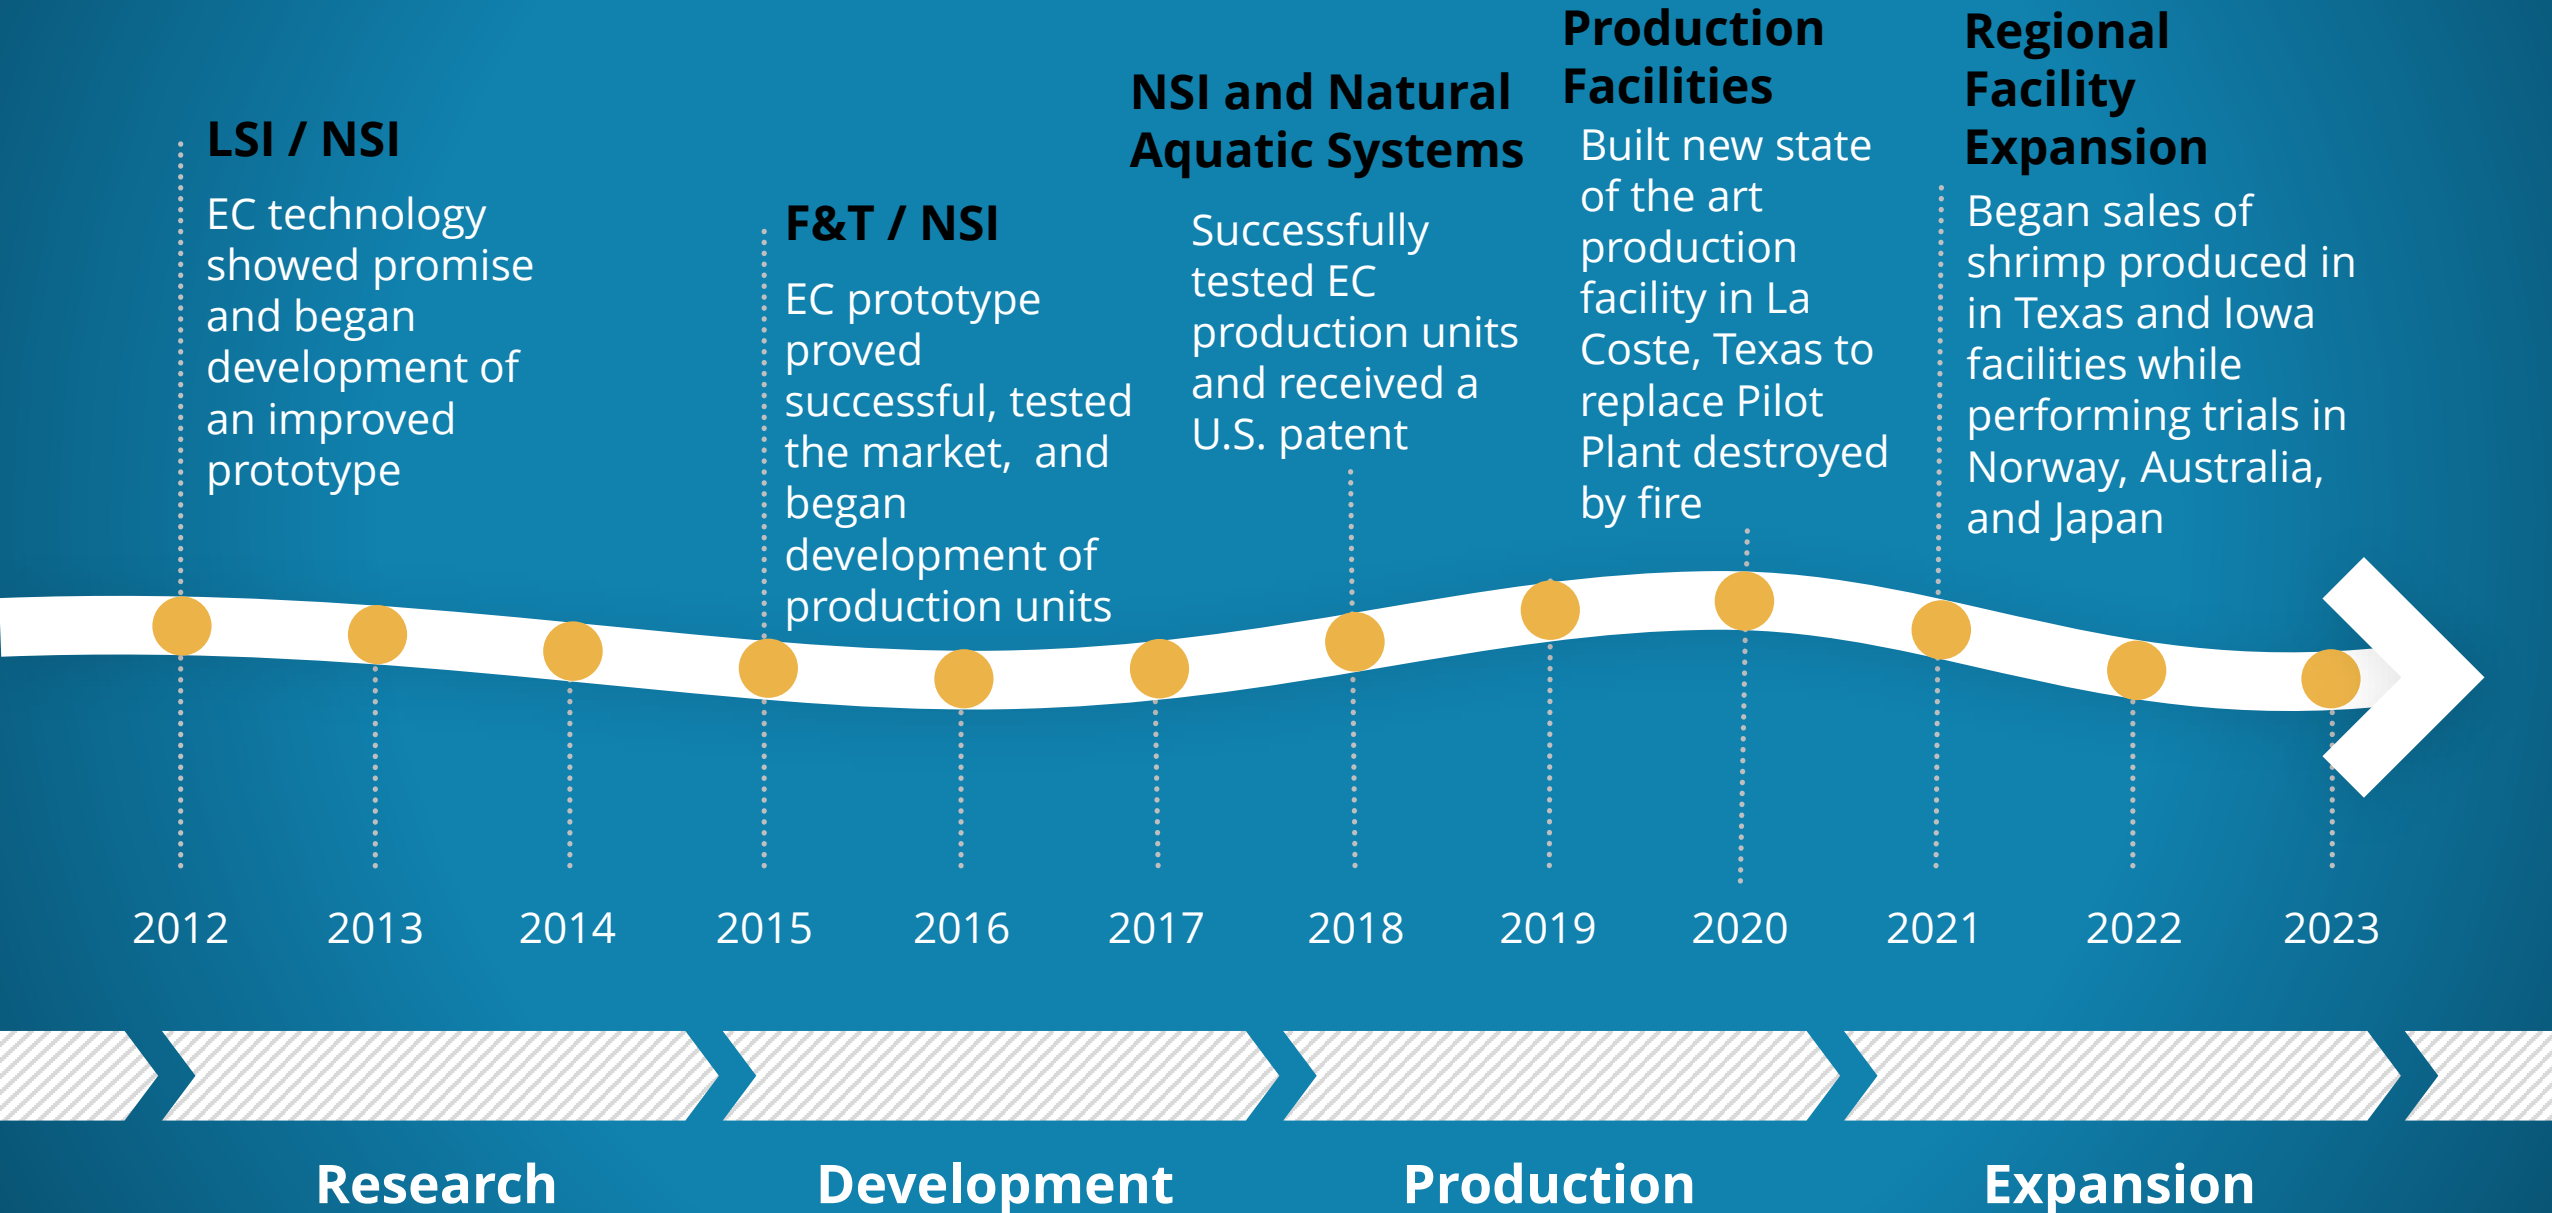 LSI / NSI
EC technology
showed promise
and began
development of
an improved
prototype
F&T / NSI
EC prototype
proved
successful, tested
the market,  and
began
development of
production units
NSI and Natural
Aquatic Systems
Successfully
tested EC
production units
and received a
U.S. patent
Production
Facilities
Built new state
of the art
production
facility in La
Coste, Texas to
replace Pilot
Plant destroyed
by fire
Regional
Facility
Expansion
Began sales of
shrimp produced in
in Texas and Iowa
facilities while
performing trials in
Norway, Australia,
and Japan
2012 2013 2014 2015 2016 2017 2018 2019 2020 2021 2022 2023
Research Development Production Expansion